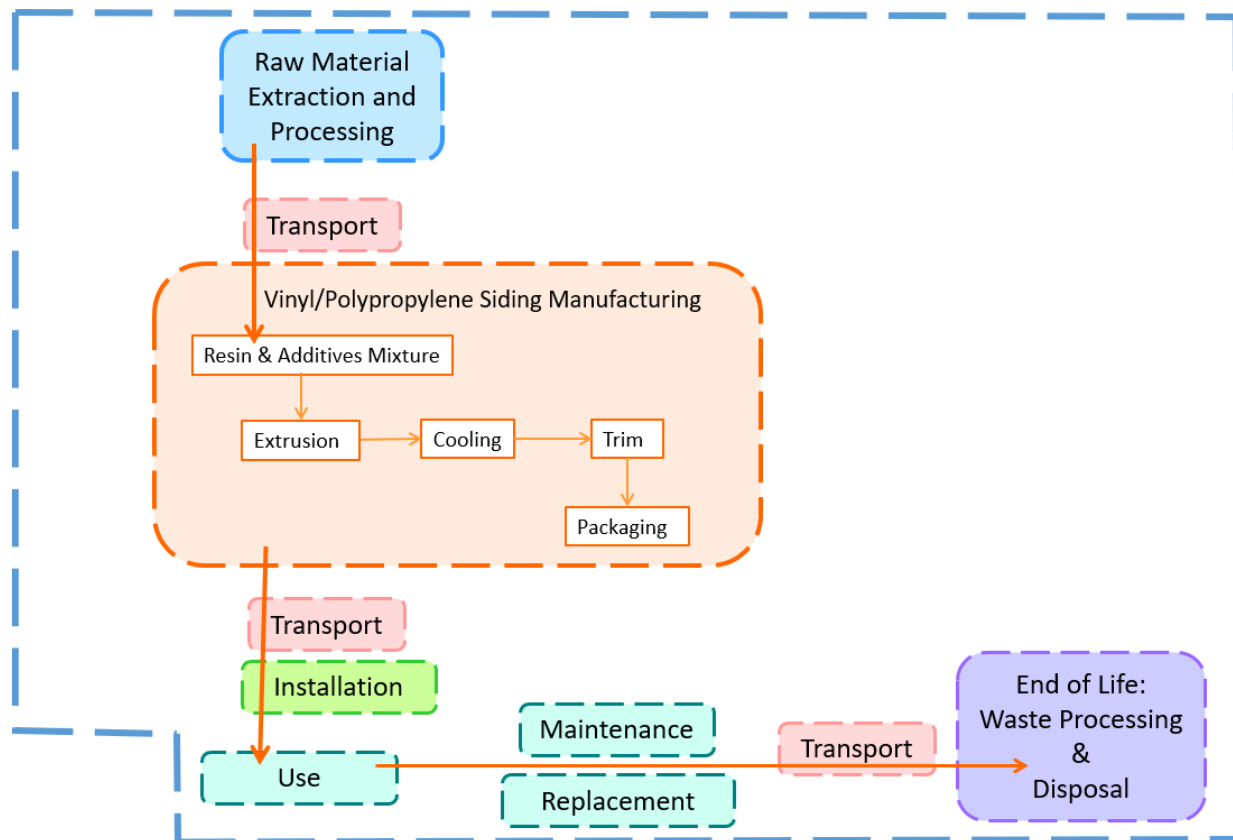 Raw Material
Extraction and
Processing
Transport
Vinyl/Polypropylene Siding Manufacturing
Resin & Additives Mixture
Extrusion
Cooling
Trim
Packaging
Transport
Installation
Use
Maintenance
Replacement
Transport
End of Life:
Waste Processing
&
Disposal